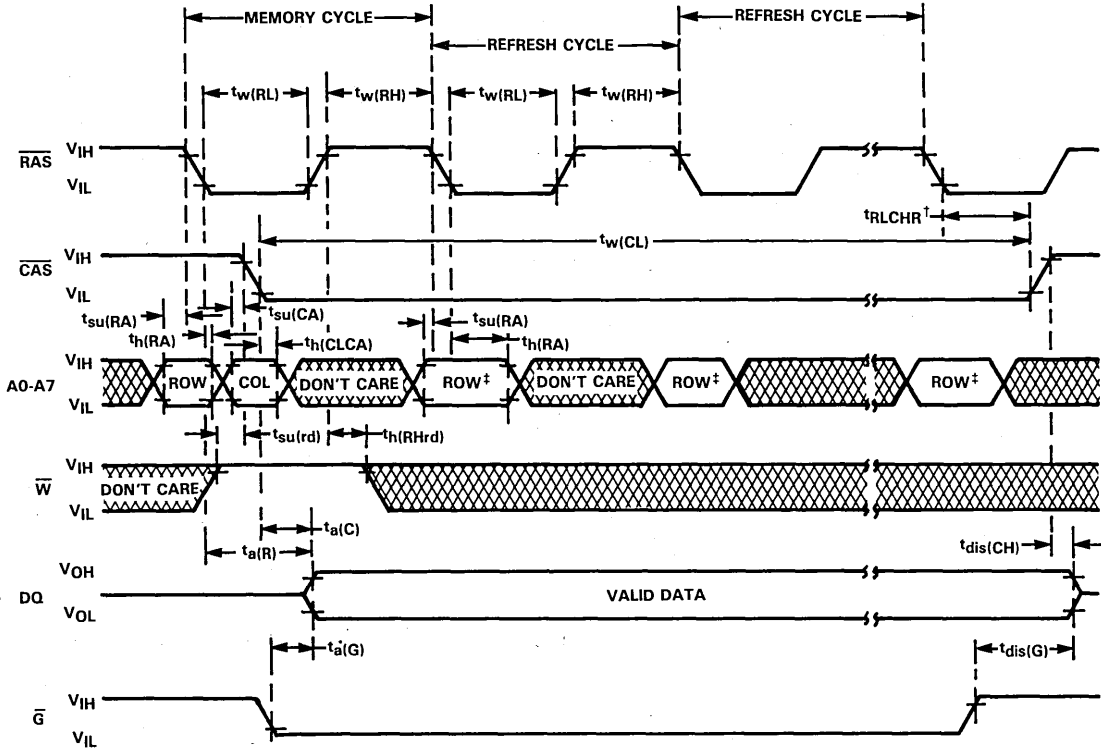 MEMORY CYCLE
REFRESH CYCLE
REFRESH CYCLE
tw(RL)
tw(RH)
tw(RL)
tw(RH)
RAS
VIH
VIL
tRLCHR†
tw(CL)
CAS
VIH
VIL
tsu(RA)
tsu(CA)
tsu(RA)
th(RA)
th(CLCA)
th(RA)
A0-A7
VIH
VIL
ROW
COL
DON'T CARE
ROW‡
DON'T CARE
ROW‡
ROW‡
tsu(rd)
th(RHrd)
W
VIH
DON'T CARE
VIL
ta(C)
ta(R)
tdis(CH)
DQ
VOH
VALID DATA
VOL
ta(G)
tdis(G)
G
VIH
VIL